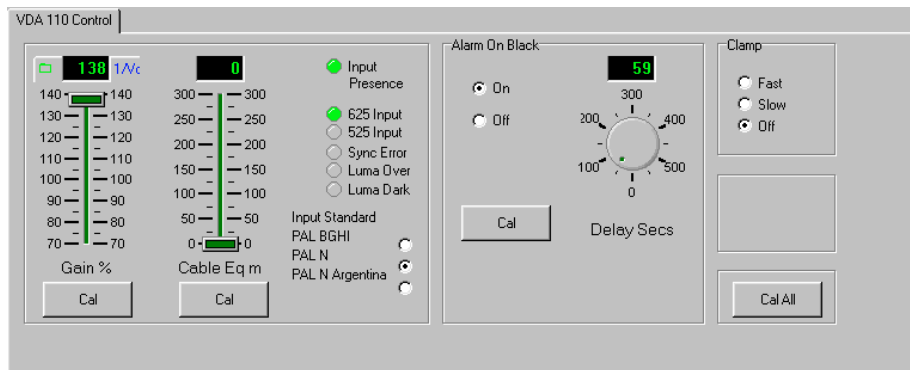 VDA 110 Control
138 1/Vc
140 140
130 130
120 120
110 110
100 100
90 90
80 80
70 70
Gain %
Cal
0
300 300
250 250
200 200
150 150
100 100
50 50
0 0
Cable Eq m
Cal
Input
Presence
625 Input
525 Input
Sync Error
Luma Over
Luma Dark
Input Standard
PAL BGHI
PAL N
PAL N Argentina
Alarm On Black
On
Off
Cal
59
300
200 400
100 500
0
Delay Secs
Clamp
Fast
Slow
Off
Cal All